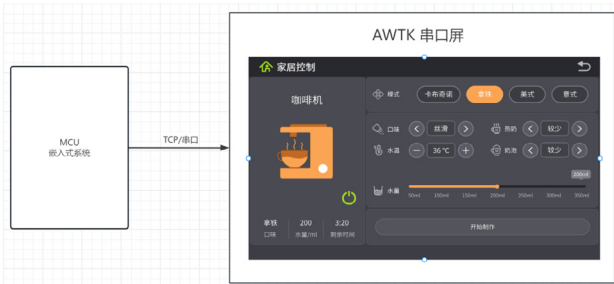 AWTK 串口屏
MCU
嵌入式系统
TCP/串口
家居控制
咖啡机
拿铁 200 3:20
口味 水量/ml 剩余时间
模式 卡布奇诺 拿铁 美式 意式
口味 丝滑 热奶 较少
水温 36℃ 奶泡 较少
200ml
水量
50ml 100ml 150ml 200ml 250ml 300ml 350ml
开始制作